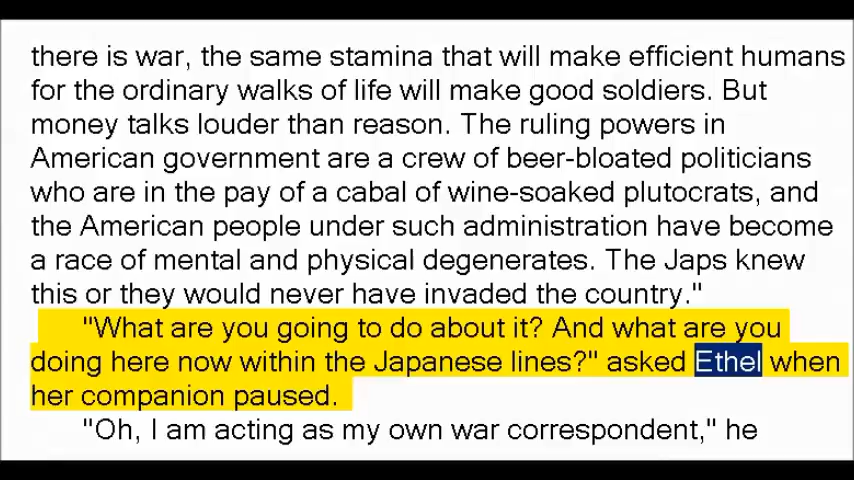 there is war, the same stamina that will make efficient humans
for the ordinary walks of life will make good soldiers. But
money talks louder than reason. The ruling powers in
American government are a crew of beer-bloated politicians
who are in the pay of a cabal of wine-soaked plutocrats, and
the American people under such administration have become
a race of mental and physical degenerates. The Japs knew
this or they would never have invaded the country."
"What are you going to do about it? And what are you
doing here now within the Japanese lines?" asked Ethel when
her companion paused.
"Oh, I am acting as my own war correspondent," he